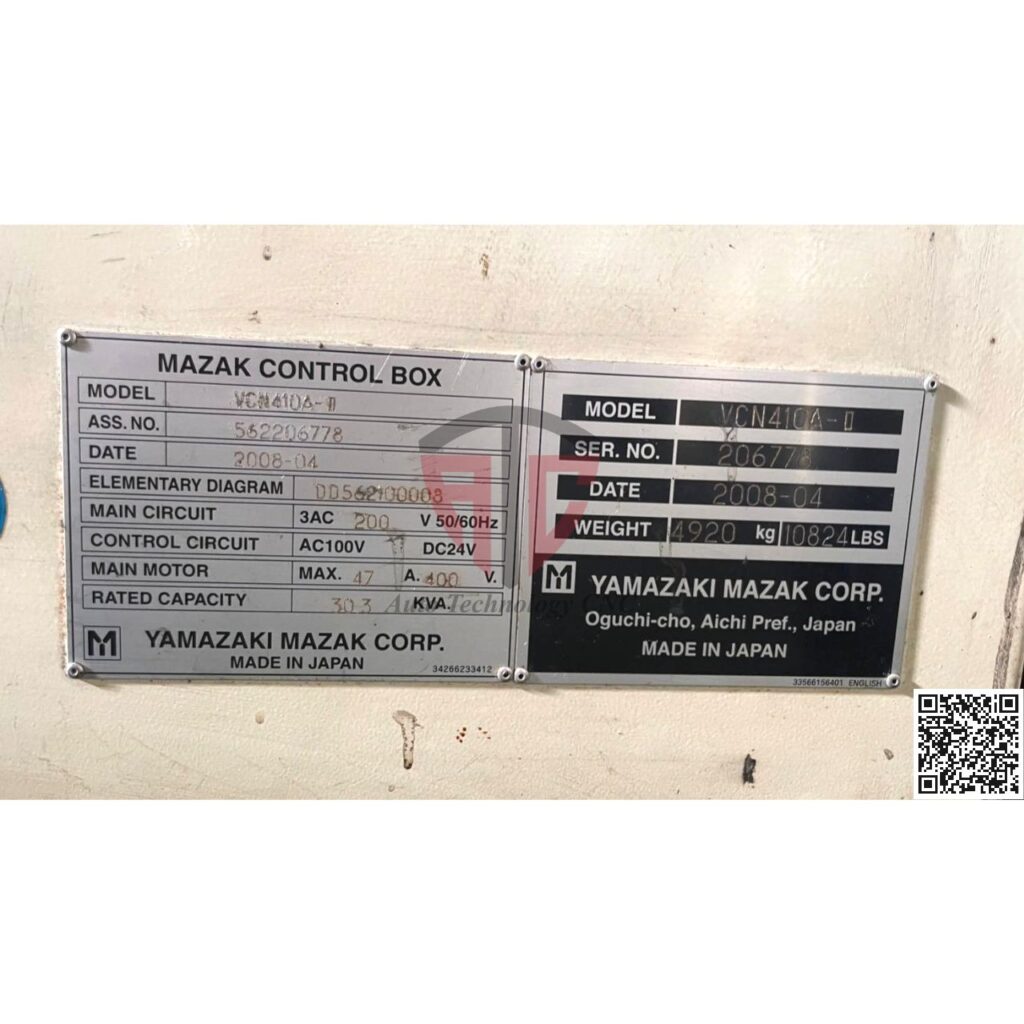 MAZAK CONTROL BOX
MODEL VCN410A-II
ASS. NO. 562206778
DATE 2008-04
ELEMENTARY DIAGRAM DD562100008
MAIN CIRCUIT 3AC 200 V 50/60Hz
CONTROL CIRCUIT AC100V DC24V
MAIN MOTOR MAX. 47 A. 400 V.
RATED CAPACITY 30.3 KVA.
YAMAZAKI MAZAK CORP.
MADE IN JAPAN 34266233412
MODEL VCN410A-II
SER. NO. 206778
DATE 2008-04
WEIGHT 4920 kg 10824 LBS
YAMAZAKI MAZAK CORP.
Oguchi-cho, Aichi Pref., Japan
MADE IN JAPAN
33566156401 ENGLISH
Auto Technology CNC